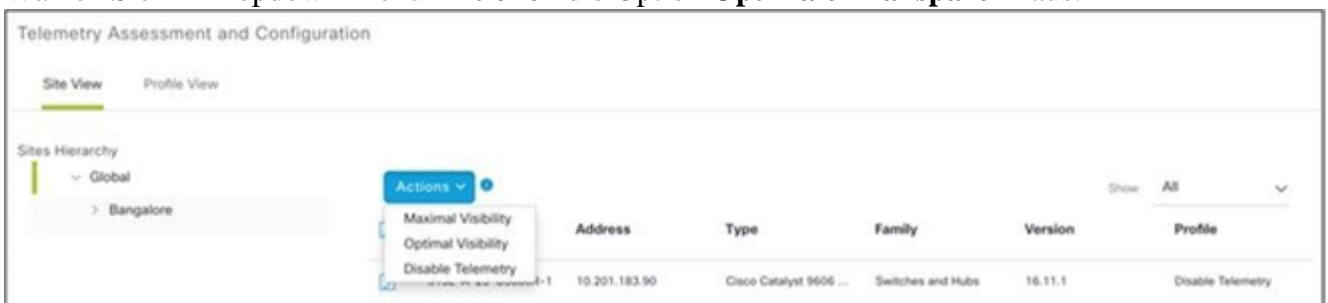 Telemetry Assessment and Configuration
Site View Profile View
Sites Hierarchy
Global
Bangalore
Actions
Show: All
Maximal Visibility
Optimal Visibility
Disable Telemetry
Address Type Family Version Profile
10.201.183.90 Cisco Catalyst 9606 ... Switches and Hubs 16.11.1 Disable Telemetry